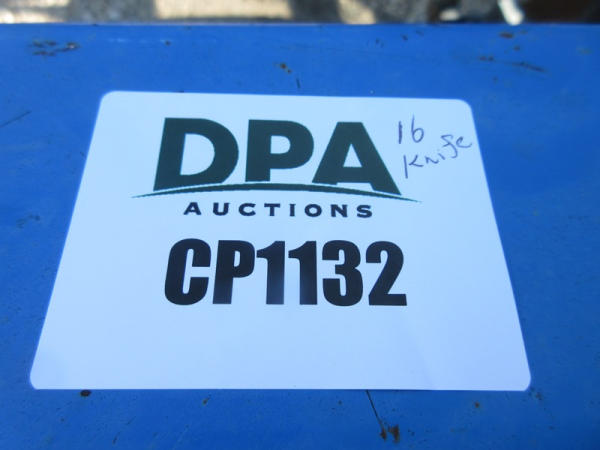 DPA
AUCTIONS
16
Knife
CP1132